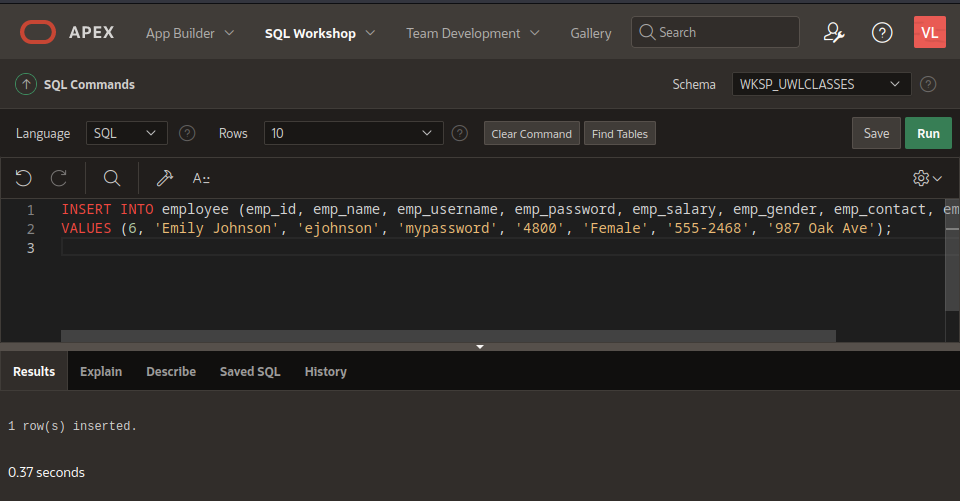 APEX App Builder SQL Workshop Team Development Gallery Search VL
SQL Commands Schema WKSP_UWLCLASSES
Language SQL Rows 10 Clear Command Find Tables Save Run
A::
1 INSERT INTO employee (emp_id, emp_name, emp_username, emp_password, emp_salary, emp_gender, emp_contact, em
2 VALUES (6, 'Emily Johnson', 'ejohnson', 'mypassword', '4800', 'Female', '555-2468', '987 Oak Ave');
3
Results Explain Describe Saved SQL History
1 row(s) inserted.
0.37 seconds